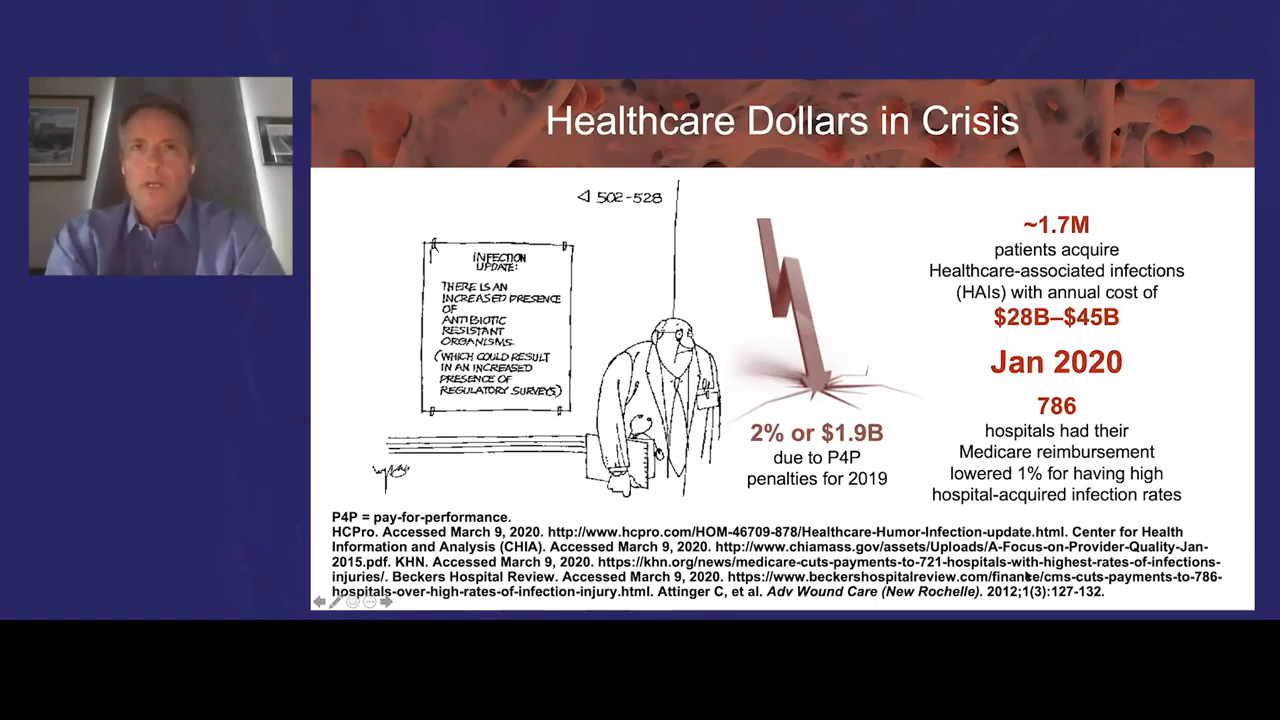 Healthcare Dollars in Crisis
502-528
INFECTION
UPDATE:
THERE IS AN
INCREASED PRESENCE
OF
ANTIBIOTIC
RESISTANT
ORGANISMS.
(WHICH COULD RESULT
IN AN INCREASED
PRESENCE OF
REGULATORY SURVEYS)
2% or $1.9B
due to P4P
penalties for 2019
~1.7M
patients acquire
Healthcare-associated infections
(HAIs) with annual cost of
$28B–$45B
Jan 2020
786
hospitals had their
Medicare reimbursement
lowered 1% for having high
hospital-acquired infection rates
P4P = pay-for-performance.
HCPro. Accessed March 9, 2020. http://www.hcpro.com/HOM-46709-878/Healthcare-Humor-Infection-update.html. Center for Health
Information and Analysis (CHIA). Accessed March 9, 2020. http://www.chiamass.gov/assets/Uploads/A-Focus-on-Provider-Quality-Jan-
2015.pdf. KHN. Accessed March 9, 2020. https://khn.org/news/medicare-cuts-payments-to-721-hospitals-with-highest-rates-of-infections-
injuries/. Beckers Hospital Review. Accessed March 9, 2020. https://www.beckershospitalreview.com/finance/cms-cuts-payments-to-786-
hospitals-over-high-rates-of-infection-injury.html. Attinger C, et al. Adv Wound Care (New Rochelle). 2012;1(3):127-132.